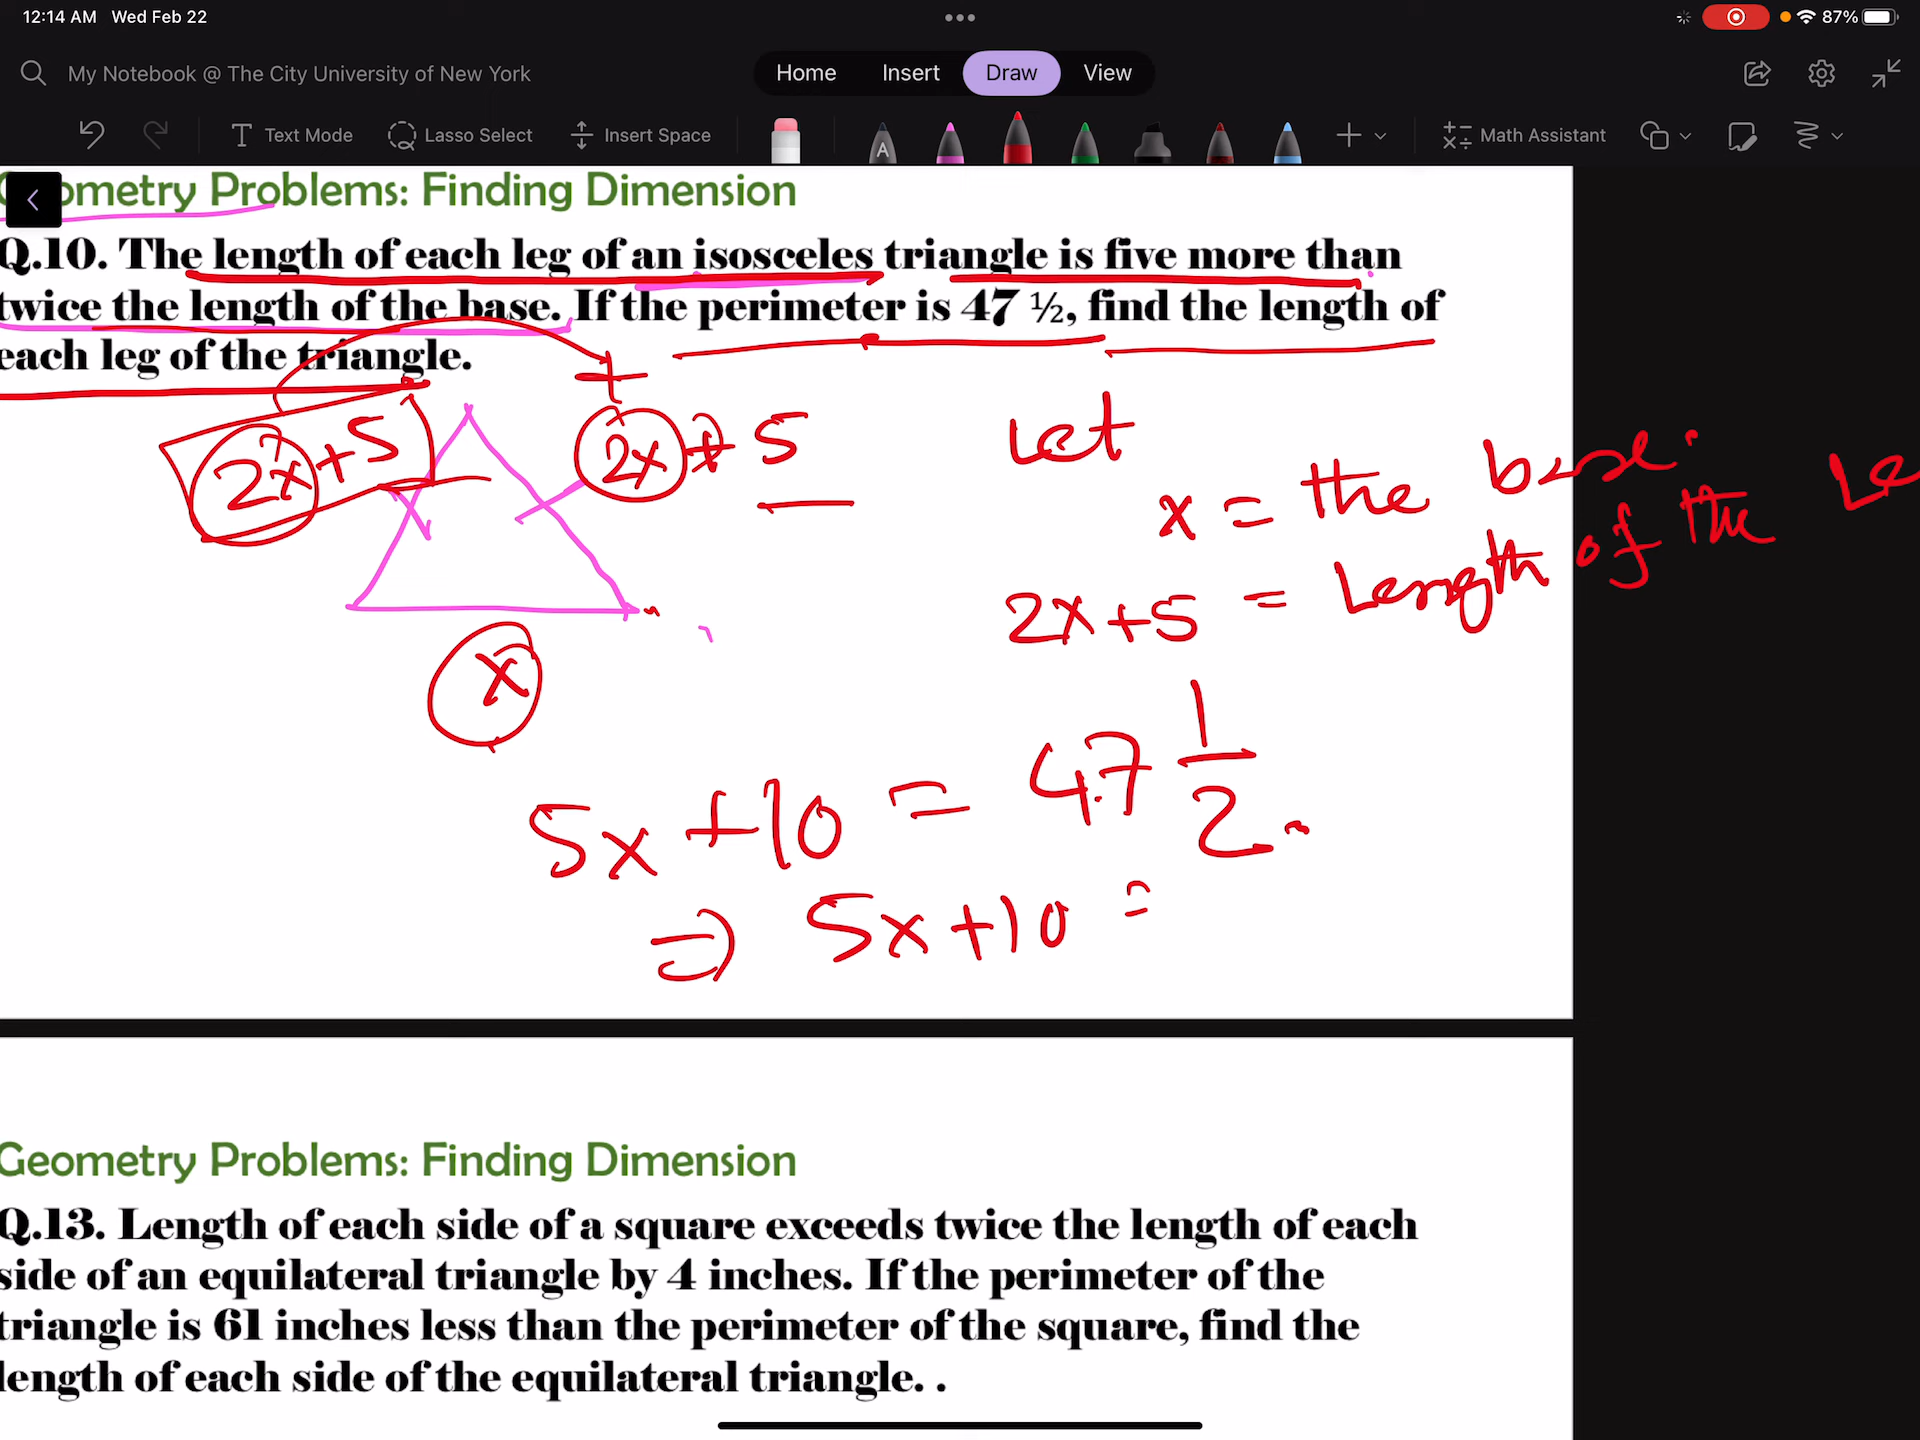 12:14 AM Wed Feb 22
87%
My Notebook @ The City University of New York
Home Insert Draw View
Text Mode Lasso Select Insert Space
A
Math Assistant
ometry Problems: Finding Dimension
Q.10. The length of each leg of an isosceles triangle is five more than
twice the length of the base. If the perimeter is 47 ½, find the length of
each leg of the triangle.
2x+5
2x + 5
Let
x = the base.
2x+5 = Length of the Le
x
5x+10 = 47 1/2
⇒ 5x+10 =
Geometry Problems: Finding Dimension
Q.13. Length of each side of a square exceeds twice the length of each
side of an equilateral triangle by 4 inches. If the perimeter of the
triangle is 61 inches less than the perimeter of the square, find the
length of each side of the equilateral triangle. .